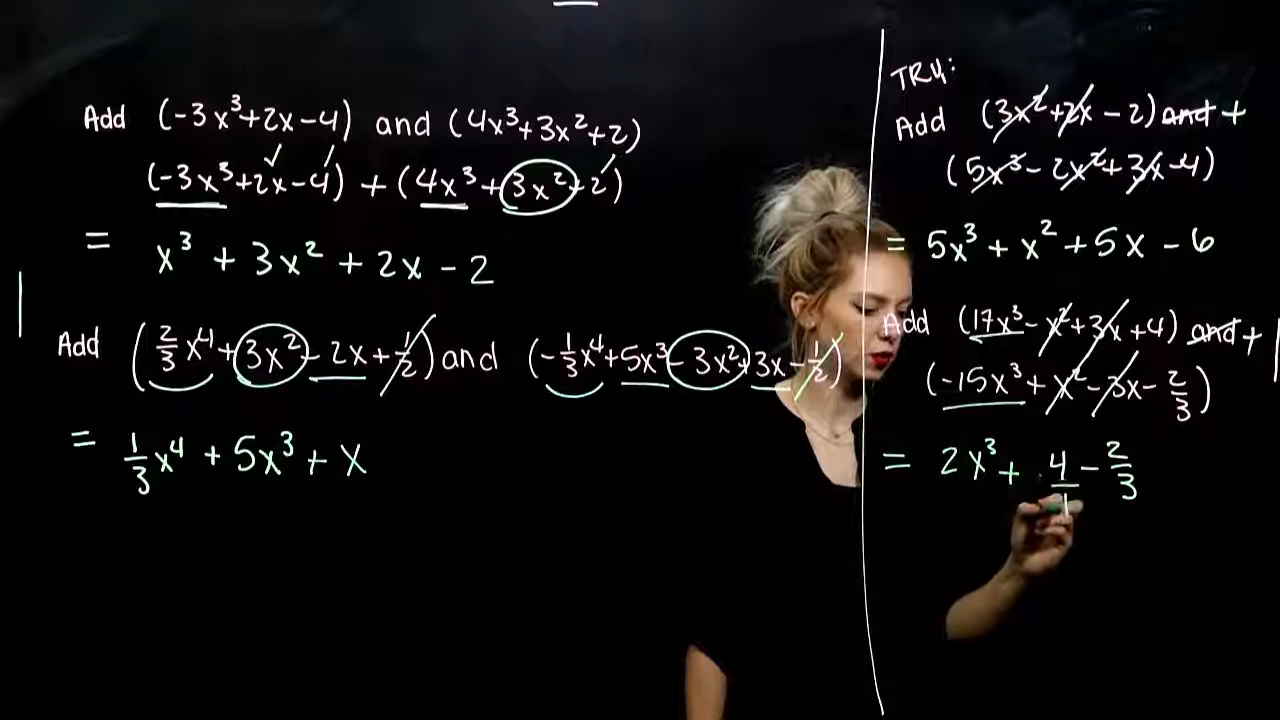 Add (-3x³+2x-4) and (4x³+3x²+2)
(-3x³+2x-4) + (4x³+3x²+2)
= x³ + 3x² + 2x - 2
Add (2/3x⁴+3x²-2x+1/2) and (-1/3x⁴+5x³-3x²+3x-1/2)
= 1/3x⁴ + 5x³ + x
TRY:
Add (3x²+2x-2) and +
(5x³-2x²+3x-4)
= 5x³ + x² + 5x - 6
Add (17x³-x²+3x+4) and +
(-15x³+x²-3x-2/3)
= 2x³ + 4/1 - 2/3